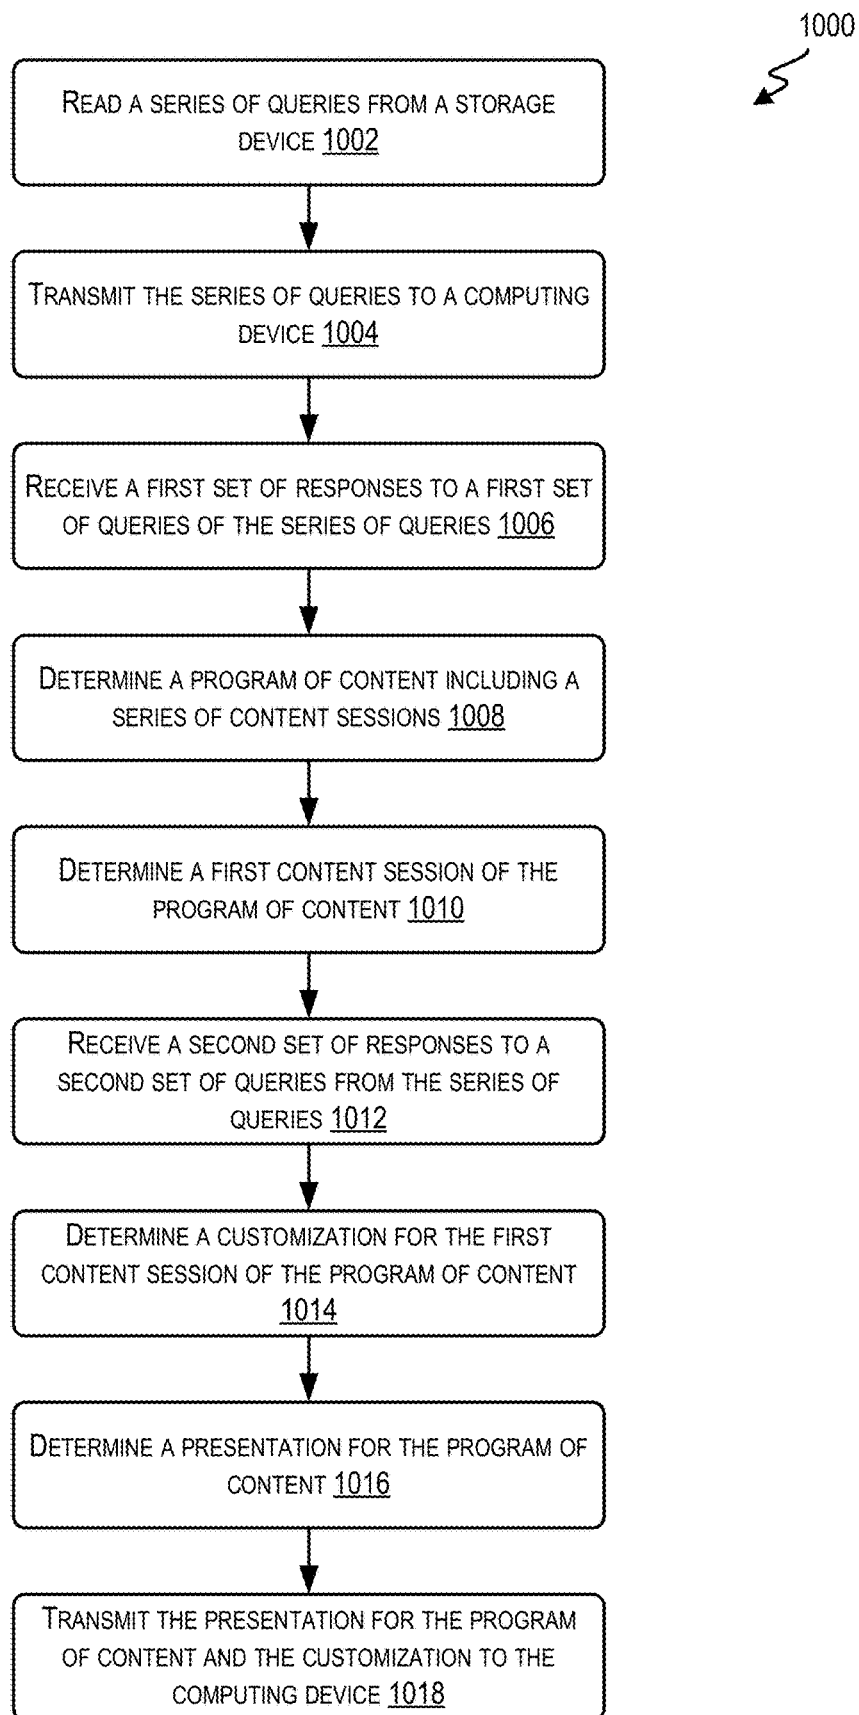 1000
READ A SERIES OF QUERIES FROM A STORAGE
DEVICE 1002
TRANSMIT THE SERIES OF QUERIES TO A COMPUTING
DEVICE 1004
RECEIVE A FIRST SET OF RESPONSES TO A FIRST SET
OF QUERIES OF THE SERIES OF QUERIES 1006
DETERMINE A PROGRAM OF CONTENT INCLUDING A
SERIES OF CONTENT SESSIONS 1008
DETERMINE A FIRST CONTENT SESSION OF THE
PROGRAM OF CONTENT 1010
RECEIVE A SECOND SET OF RESPONSES TO A
SECOND SET OF QUERIES FROM THE SERIES OF
QUERIES 1012
DETERMINE A CUSTOMIZATION FOR THE FIRST
CONTENT SESSION OF THE PROGRAM OF CONTENT
1014
DETERMINE A PRESENTATION FOR THE PROGRAM OF
CONTENT 1016
TRANSMIT THE PRESENTATION FOR THE PROGRAM
OF CONTENT AND THE CUSTOMIZATION TO THE
COMPUTING DEVICE 1018